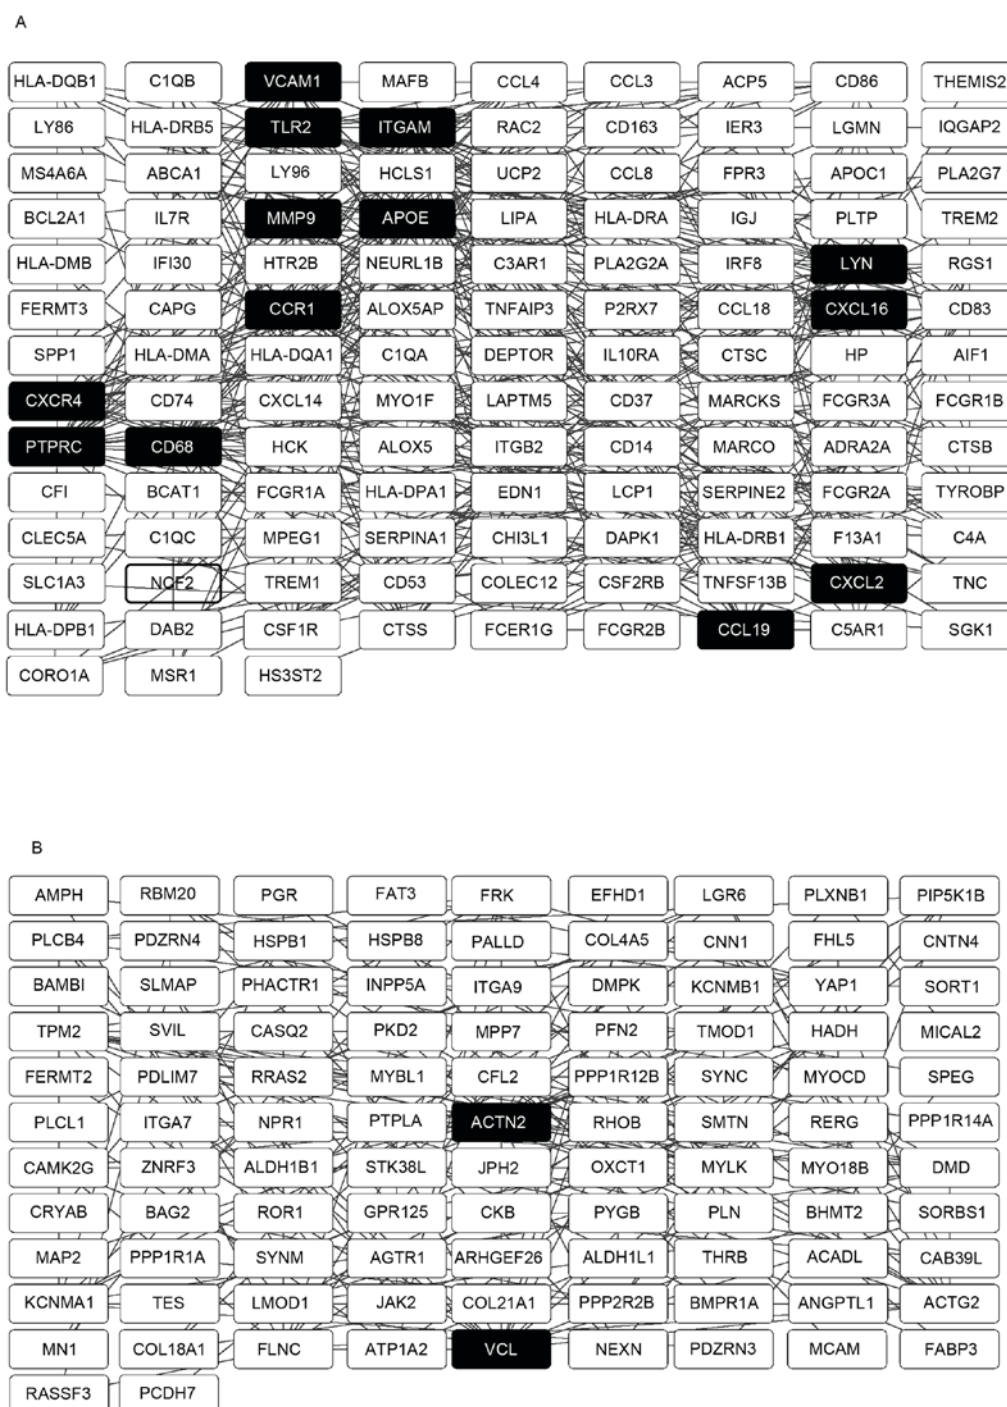 A
HLA-DQB1 C1QB VCAM1 MAFB CCL4 CCL3 ACP5 CD86 THEMIS2
LY86 HLA-DRB5 TLR2 ITGAM RAC2 CD163 IER3 LGMN IQGAP2
MS4A6A ABCA1 LY96 HCLS1 UCP2 CCL8 FPR3 APOC1 PLA2G7
BCL2A1 IL7R MMP9 APOE LIPA HLA-DRA IGJ PLTP TREM2
HLA-DMB IFI30 HTR2B NEURL1B C3AR1 PLA2G2A IRF8 LYN RGS1
FERMT3 CAPG CCR1 ALOX5AP TNFAIP3 P2RX7 CCL18 CXCL16 CD83
SPP1 HLA-DMA HLA-DQA1 C1QA DEPTOR IL10RA CTSC HP AIF1
CXCR4 CD74 CXCL14 MYO1F LAPTM5 CD37 MARCKS FCGR3A FCGR1B
PTPRC CD68 HCK ALOX5 ITGB2 CD14 MARCO ADRA2A CTSB
CFI BCAT1 FCGR1A HLA-DPA1 EDN1 LCP1 SERPINE2 FCGR2A TYROBP
CLEC5A C1QC MPEG1 SERPINA1 CHI3L1 DAPK1 HLA-DRB1 F13A1 C4A
SLC1A3 NCF2 TREM1 CD53 COLEC12 CSF2RB TNFSF13B CXCL2 TNC
HLA-DPB1 DAB2 CSF1R CTSS FCER1G FCGR2B CCL19 C5AR1 SGK1
CORO1A MSR1 HS3ST2
B
AMPH RBM20 PGR FAT3 FRK EFHD1 LGR6 PLXNB1 PIP5K1B
PLCB4 PDZRN4 HSPB1 HSPB8 PALLD COL4A5 CNN1 FHL5 CNTN4
BAMBI SLMAP PHACTR1 INPP5A ITGA9 DMPK KCNMB1 YAP1 SORT1
TPM2 SVIL CASQ2 PKD2 MPP7 PFN2 TMOD1 HADH MICAL2
FERMT2 PDLIM7 RRAS2 MYBL1 CFL2 PPP1R12B SYNC MYOCD SPEG
PLCL1 ITGA7 NPR1 PTPLA ACTN2 RHOB SMTN RERG PPP1R14A
CAMK2G ZNRF3 ALDH1B1 STK38L JPH2 OXCT1 MYLK MYO18B DMD
CRYAB BAG2 ROR1 GPR125 CKB PYGB PLN BHMT2 SORBS1
MAP2 PPP1R1A SYNM AGTR1 ARHGEF26 ALDH1L1 THRB ACADL CAB39L
KCNMA1 TES LMOD1 JAK2 COL21A1 PPP2R2B BMPR1A ANGPTL1 ACTG2
MN1 COL18A1 FLNC ATP1A2 VCL NEXN PDZRN3 MCAM FABP3
RASSF3 PCDH7